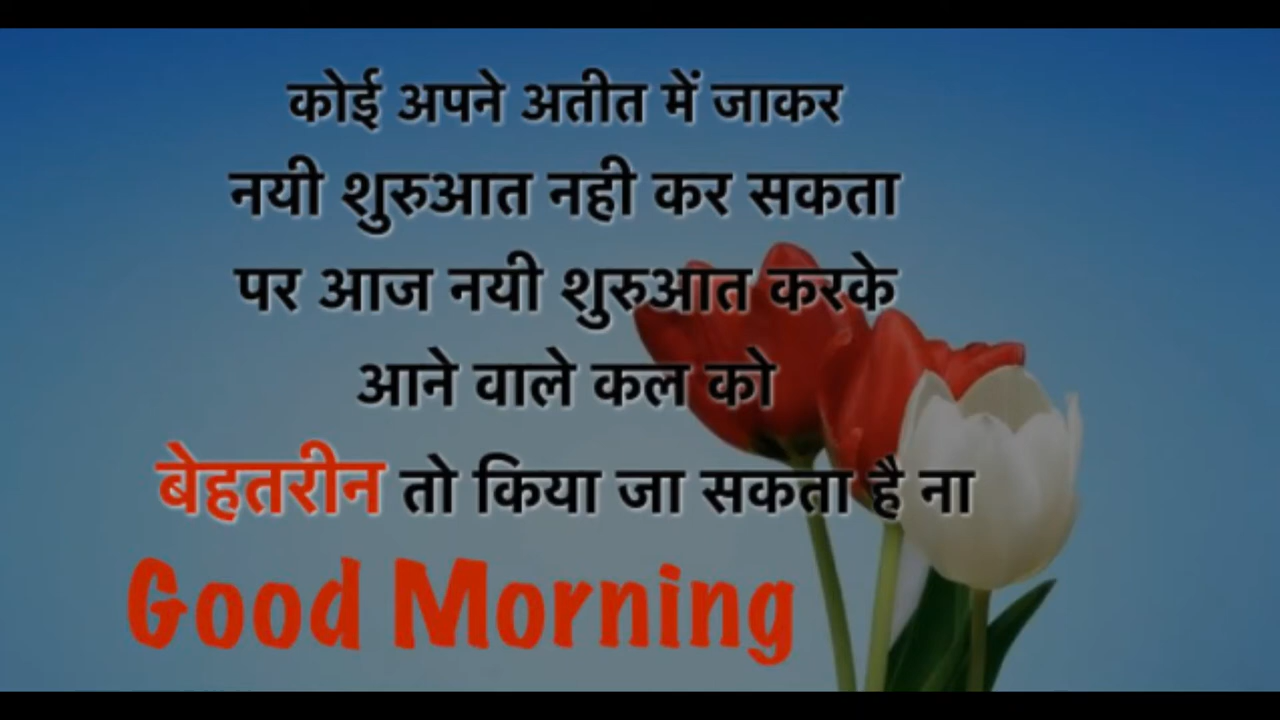 कोई अपने अतीत में जाकर
नयी शुरुआत नही कर सकता
पर आज नयी शुरुआत करके
आने वाले कल को
बेहतरीन तो किया जा सकता है ना
Good Morning